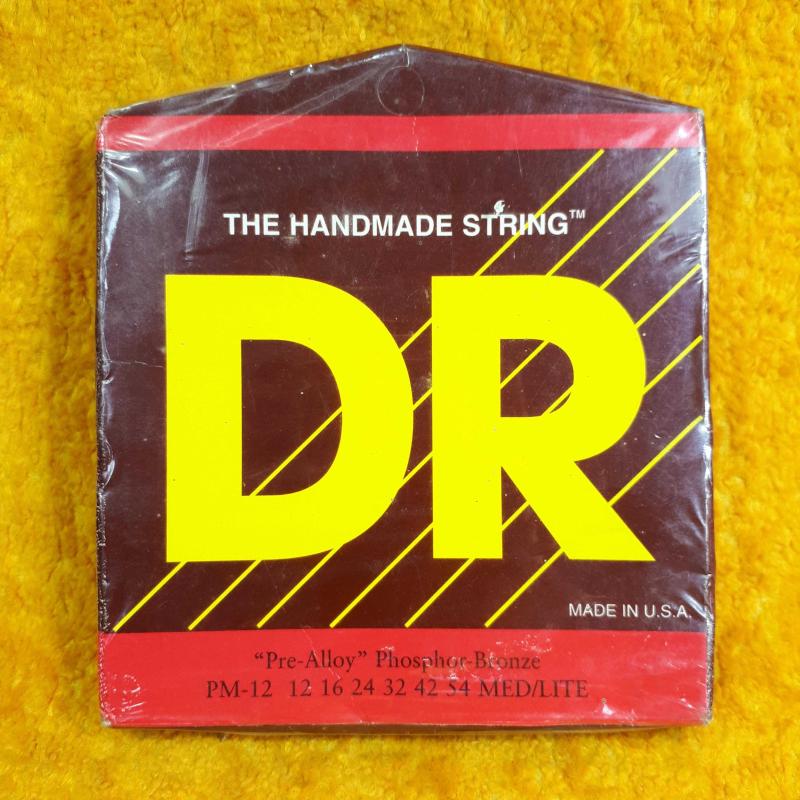 THE HANDMADE STRING™
DR
MADE IN U.S.A.
“Pre-Alloy” Phosphor-Bronze
PM-12 12 16 24 32 42 54 MED/LITE